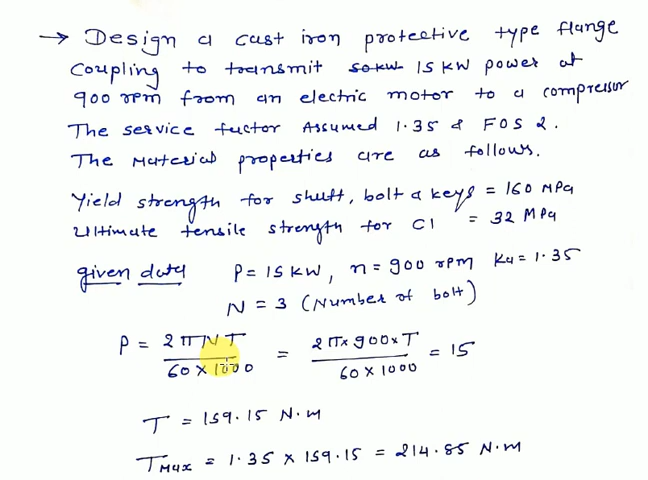 → Design a cast iron protective type flange
coupling to transmit 50kw 15 kW power at
900 rpm from an electric motor to a compressor
The service factor Assumed 1.35 & FOS 2.
The Material properties are as follows.
Yield strength for shaft, bolt & keys = 160 MPa
Ultimate tensile strength for CI = 32 MPa
given data P = 15 kW, n = 900 rpm K4 = 1.35
N = 3 (Number of bolt)
P = 2πNT / 60 × 1000 = 2π × 900 × T / 60 × 1000 = 15
T = 159.15 N.m
TMax = 1.35 × 159.15 = 214.85 N.m